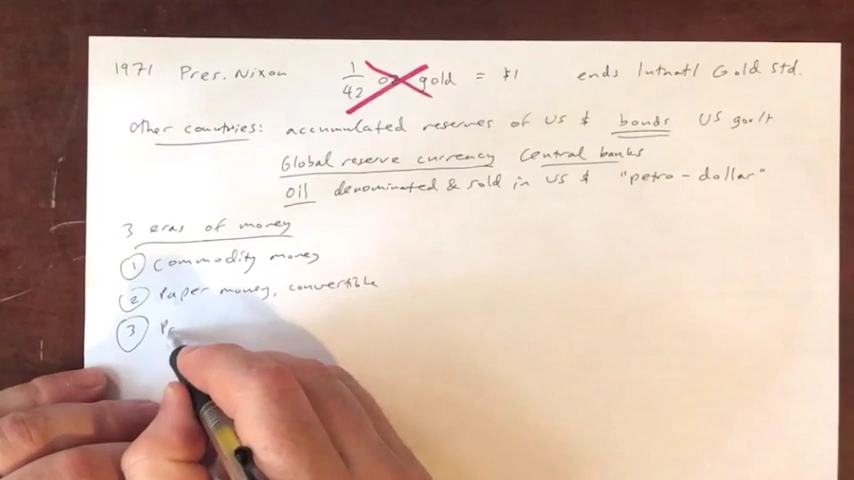 1971 Pres. Nixon 1/42 oz gold = $1 ends Intnat'l Gold Std.
Other countries: accumulated reserves of US $ bonds US gov't
Global reserve currency Central banks
Oil denominated & sold in US $ "petro-dollar"
3 eras of money
1 Commodity money
2 Paper money, convertible
3 Pa